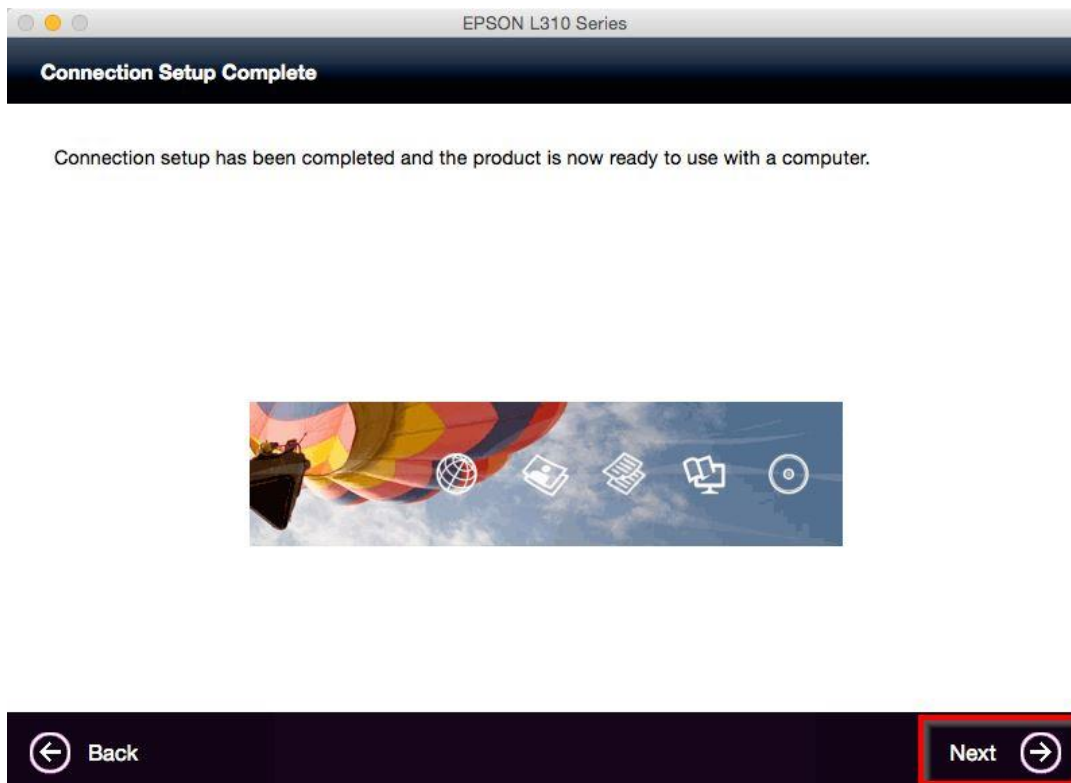 EPSON L310 Series
Connection Setup Complete
Connection setup has been completed and the product is now ready to use with a computer.
Back
Next